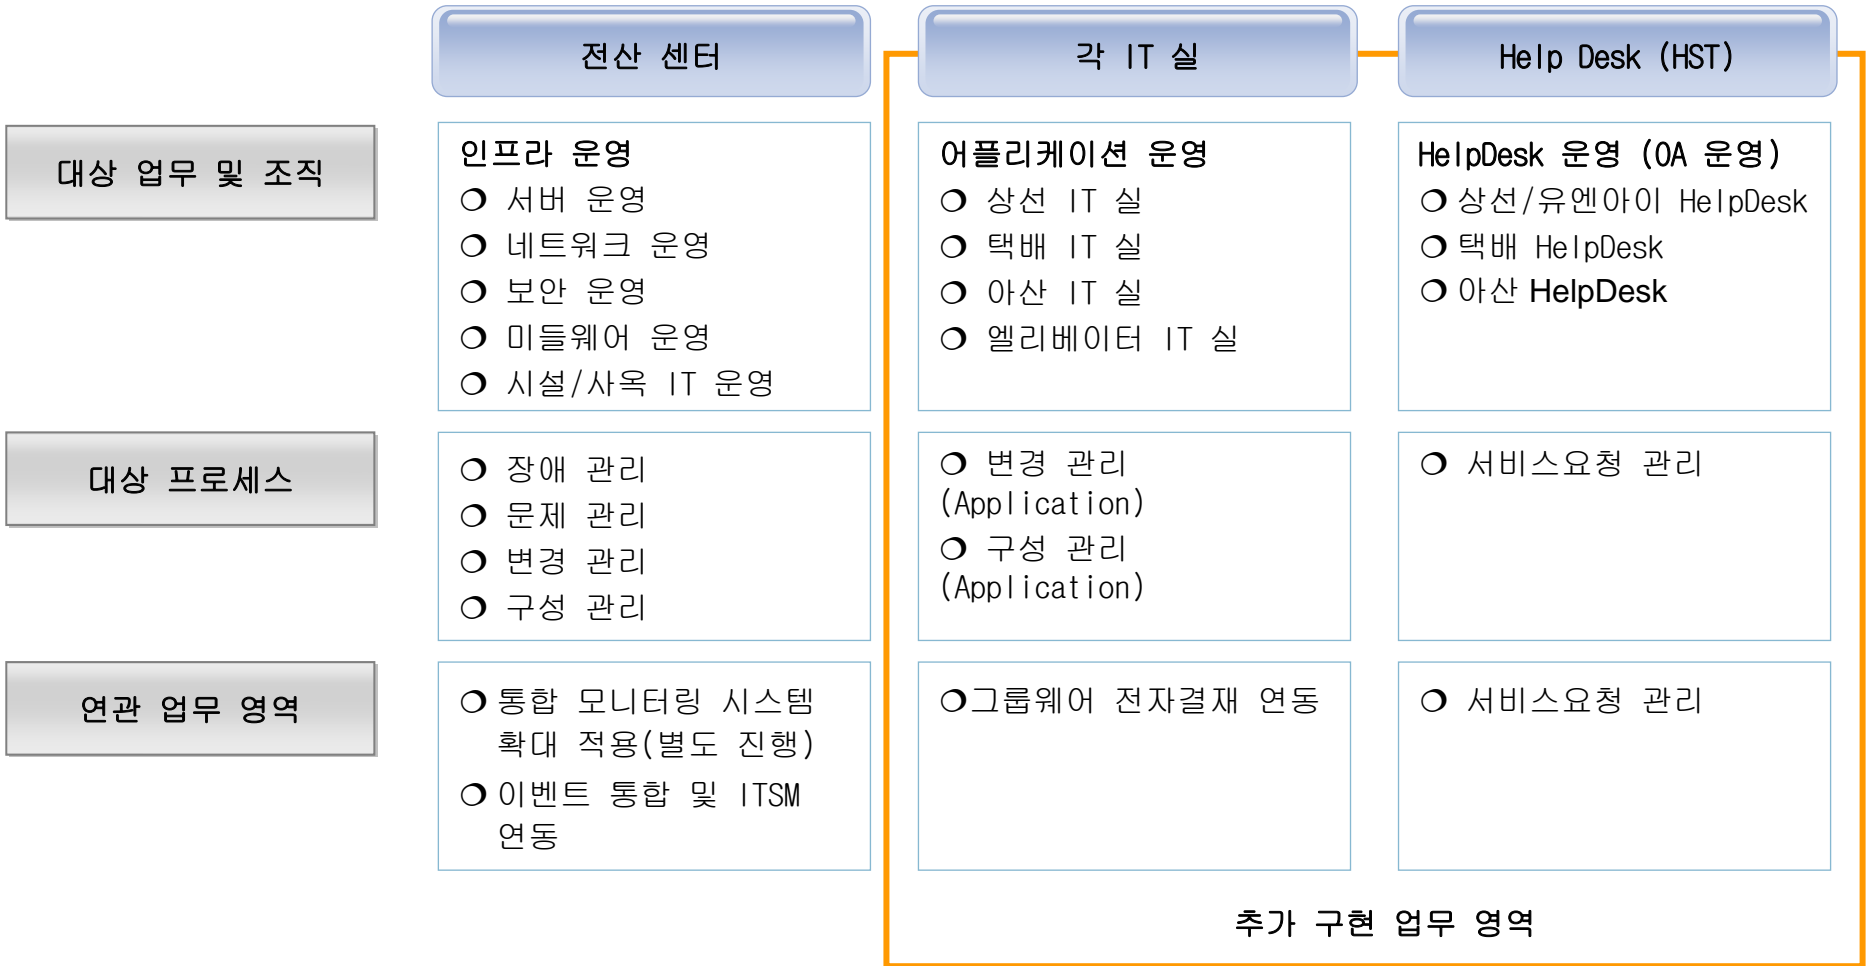 전산 센터
각 IT 실
Help Desk (HST)
대상 업무 및 조직
인프라 운영
❍ 서버 운영
❍ 네트워크 운영
❍ 보안 운영
❍ 미들웨어 운영
❍ 시설/사옥 IT 운영
어플리케이션 운영
❍ 상선 IT 실
❍ 택배 IT 실
❍ 아산 IT 실
❍ 엘리베이터 IT 실
HelpDesk 운영 (OA 운영)
❍ 상선/유엔아이 HelpDesk
❍ 택배 HelpDesk
❍ 아산 HelpDesk
대상 프로세스
❍ 장애 관리
❍ 문제 관리
❍ 변경 관리
❍ 구성 관리
❍ 변경 관리
(Application)
❍ 구성 관리
(Application)
❍ 서비스요청 관리
연관 업무 영역
❍ 통합 모니터링 시스템
확대 적용(별도 진행)
❍ 이벤트 통합 및 ITSM
연동
❍그룹웨어 전자결재 연동
❍ 서비스요청 관리
추가 구현 업무 영역